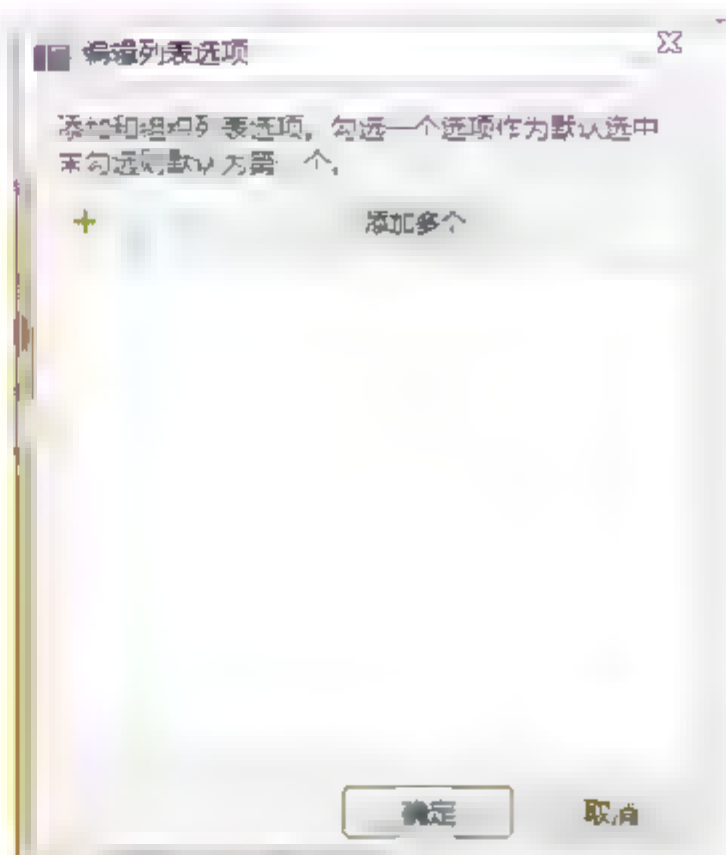 编辑列表选项
添加和组织列表选项，勾选一个选项作为默认选中
未勾选则默认为第一个。
添加多个
确定
取消